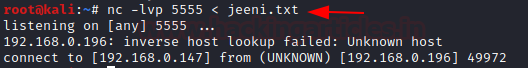 root@kali:~# nc -lvp 5555 < jeeni.txt
listening on [any] 5555 ...
192.168.0.196: inverse host lookup failed: Unknown host
connect to [192.168.0.147] from (UNKNOWN) [192.168.0.196] 49972